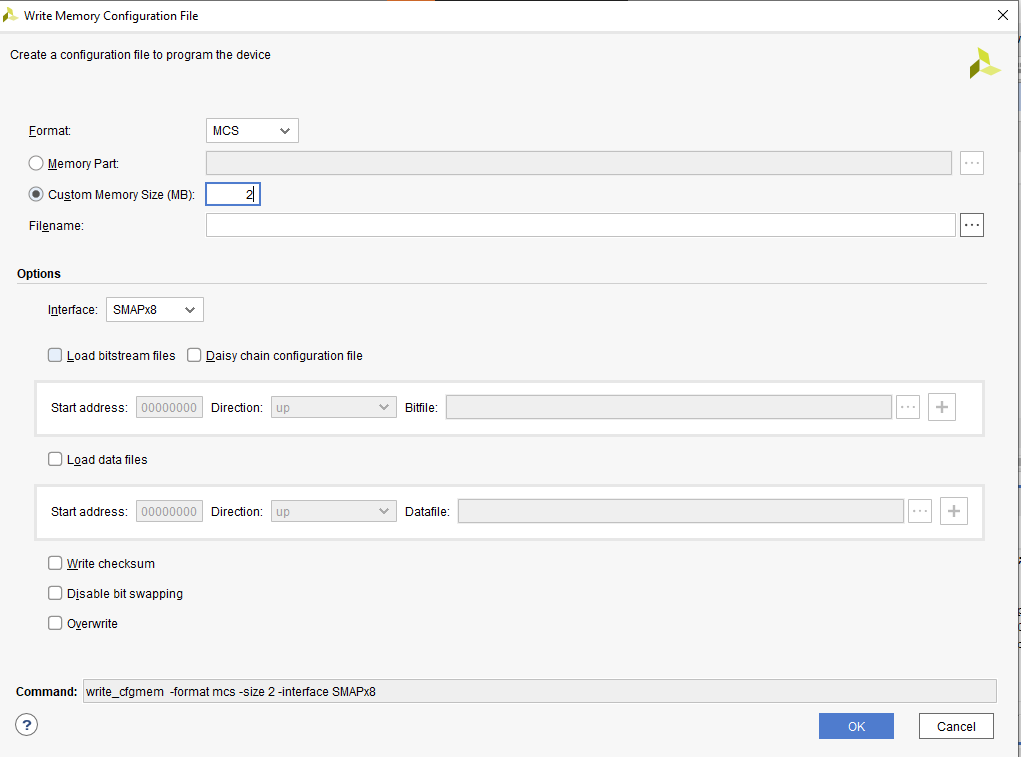 Write Memory Configuration File
Create a configuration file to program the device
Format: MCS
Memory Part:
Custom Memory Size (MB): 2
Filename:
Options
Interface: SMAPx8
Load bitstream files Daisy chain configuration file
Start address: 00000000 Direction: up Bitfile:
Load data files
Start address: 00000000 Direction: up Datafile:
Write checksum
Disable bit swapping
Overwrite
Command: write_cfgmem -format mcs -size 2 -interface SMAPx8
? OK Cancel